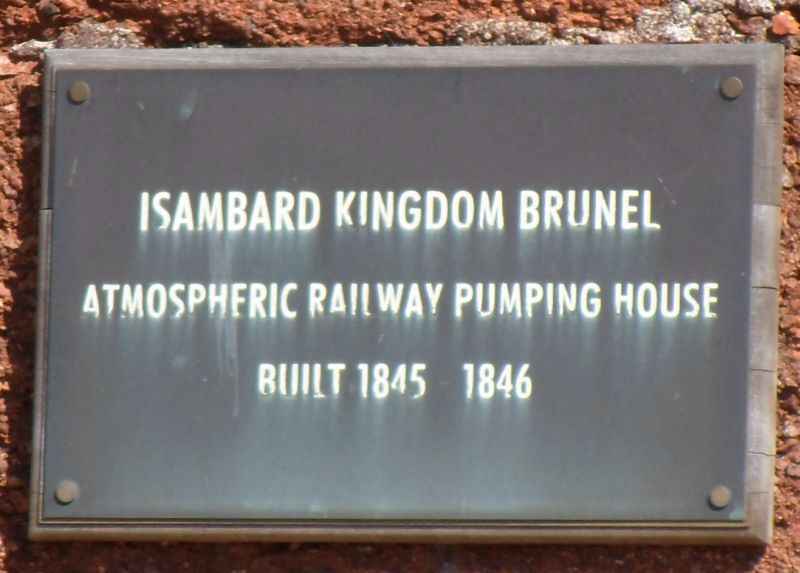 ISAMBARD KINGDOM BRUNEL
ATMOSPHERIC RAILWAY PUMPING HOUSE
BUILT 1845 1846